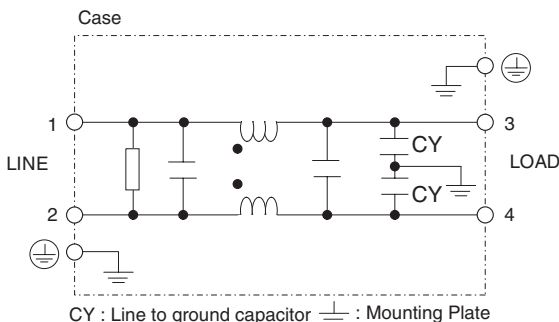 Case
1
3
CY
LINE
LOAD
CY
2
4
CY : Line to ground capacitor : Mounting Plate